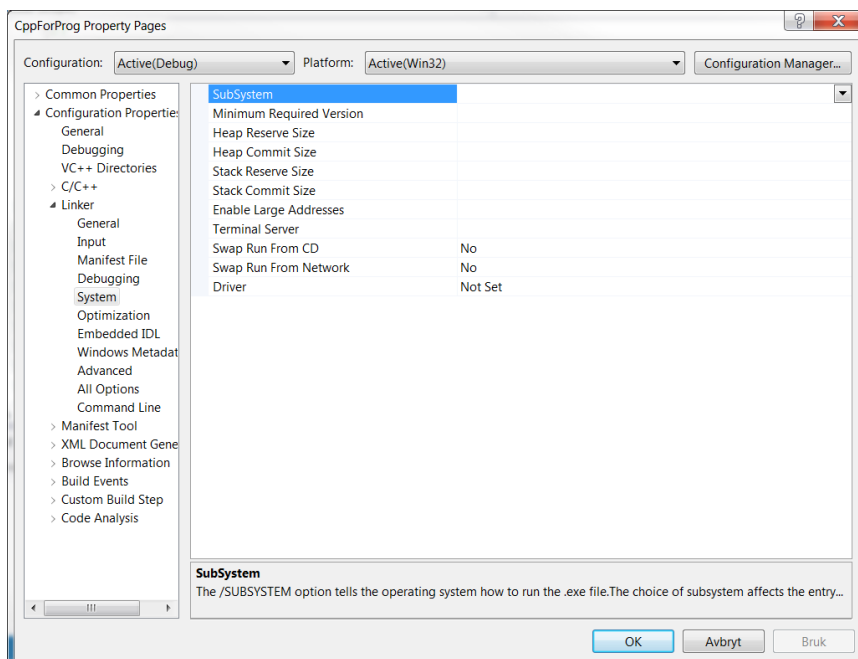 CppForProg Property Pages
Configuration: Active(Debug) Platform: Active(Win32) Configuration Manager...
Common Properties
Configuration Propertie
General
Debugging
VC++ Directories
C/C++
Linker
General
Input
Manifest File
Debugging
System
Optimization
Embedded IDL
Windows Metadat
Advanced
All Options
Command Line
Manifest Tool
XML Document Gene
Browse Information
Build Events
Custom Build Step
Code Analysis
SubSystem
Minimum Required Version
Heap Reserve Size
Heap Commit Size
Stack Reserve Size
Stack Commit Size
Enable Large Addresses
Terminal Server
Swap Run From CD No
Swap Run From Network No
Driver Not Set
SubSystem
The /SUBSYSTEM option tells the operating system how to run the .exe file.The choice of subsystem affects the entry...
OK Avbryt Bruk